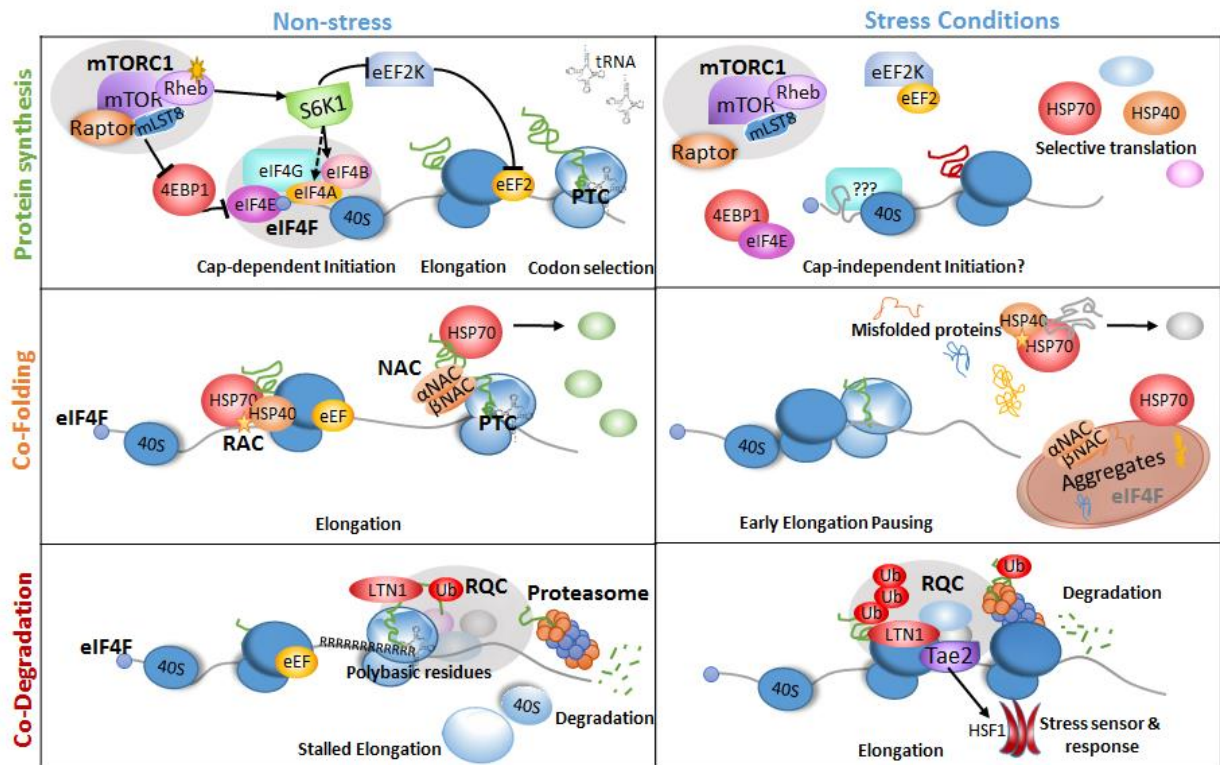 Non-stress
Stress Conditions
Protein synthesis
mTORC1
mTOR
Rheb
Raptor
mLST8
S6K1
eEF2K
tRNA
4EBP1
eIF4G
eIF4B
eIF4A
eIF4E
eIF4F
40S
eEF2
PTC
Cap-dependent Initiation
Elongation
Codon selection
mTORC1
mTOR
Rheb
Raptor
mLST8
eEF2K
eEF2
HSP70
HSP40
Selective translation
???
40S
4EBP1
eIF4E
Cap-independent Initiation?
Co-Folding
eIF4F
40S
HSP70
HSP40
RAC
eEF
NAC
HSP70
αNAC
βNAC
PTC
Elongation
Misfolded proteins
HSP40
HSP70
40S
HSP70
αNAC
βNAC
Aggregates
eIF4F
Early Elongation Pausing
Co-Degradation
eIF4F
40S
eEF
LTN1
Ub
RQC
Proteasome
RRRRRRRRRRRR
Polybasic residues
40S
Degradation
Stalled Elongation
Ub
Ub
Ub
RQC
Ub
Degradation
LTN1
Tae2
40S
HSF1
Stress sensor &
response
Elongation